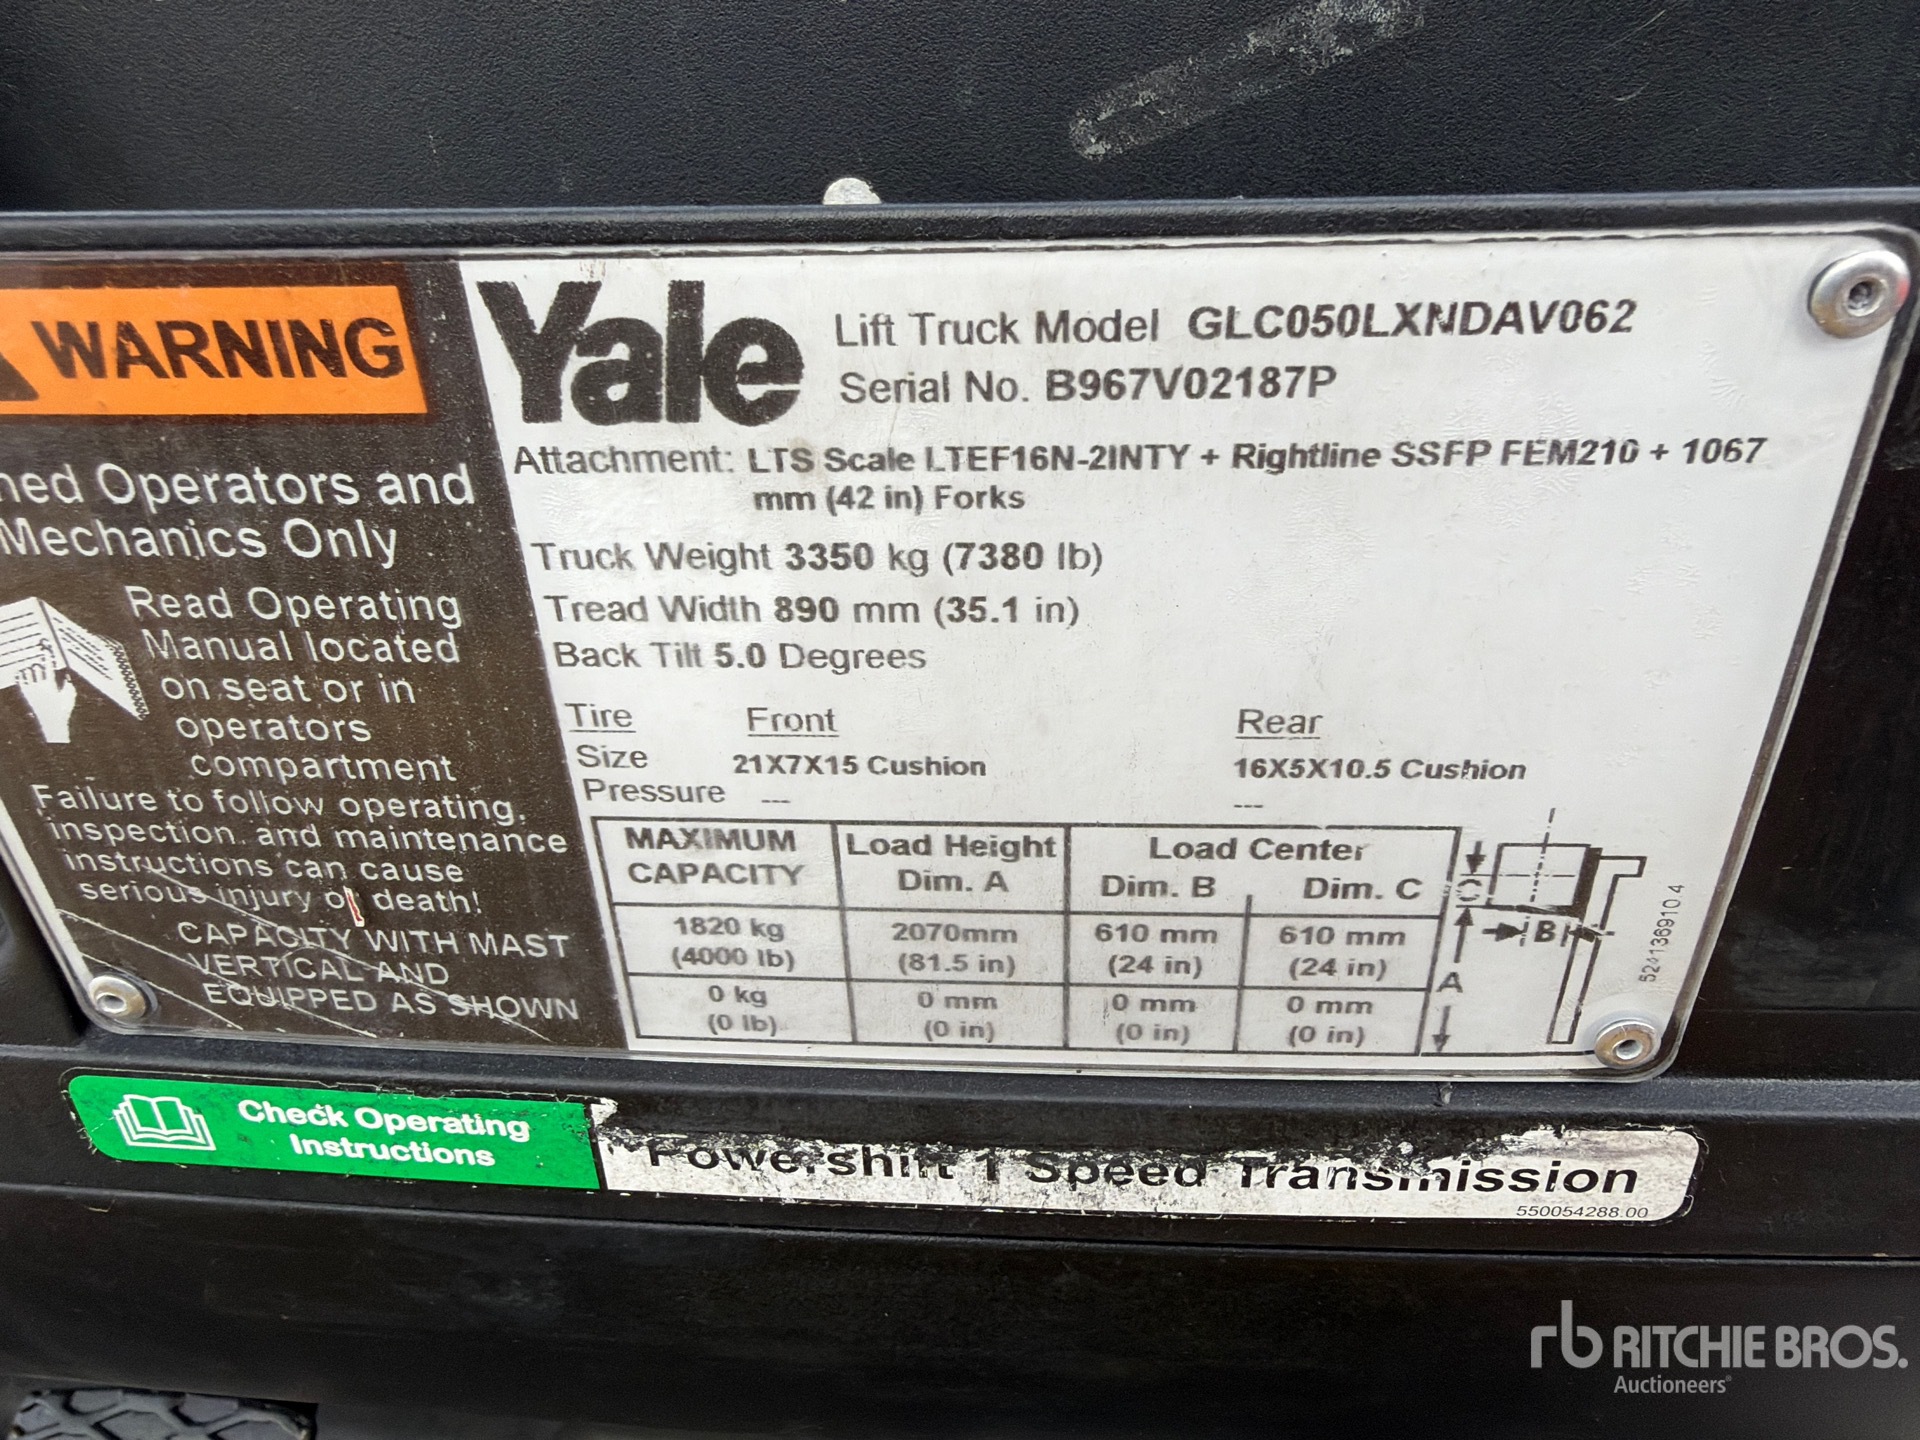 WARNING
Operators and
Mechanics Only
Read Operating
Manual located
on seat or in
operators
compartment
Failure to follow operating,
inspection, and maintenance
instructions can cause
serious injury or death!
CAPACITY WITH MAST
VERTICAL AND
EQUIPPED AS SHOWN
Yale
Lift Truck Model GLC050LXNDAV062
Serial No. B967V02187P
Attachment: LTS Scale LTEF16N-2INTY + Rightline SSFP FEM210 + 1067
mm (42 in) Forks
Truck Weight 3350 kg (7380 lb)
Tread Width 890 mm (35.1 in)
Back Tilt 5.0 Degrees
Tire Front Rear
Size 21X7X15 Cushion 16X5X10.5 Cushion
Pressure --- ---
MAXIMUM CAPACITY Load Height Dim. A Load Center Dim. B Dim. C
1820 kg (4000 lb) 2070mm (81.5 in) 610 mm (24 in) 610 mm (24 in)
0 kg (0 lb) 0 mm (0 in) 0 mm (0 in) 0 mm (0 in)
C
B
A
524136910.4
Check Operating
Instructions
Powershift 1 Speed Transmission
550054288.00
rb RITCHIE BROS.
Auctioneers®